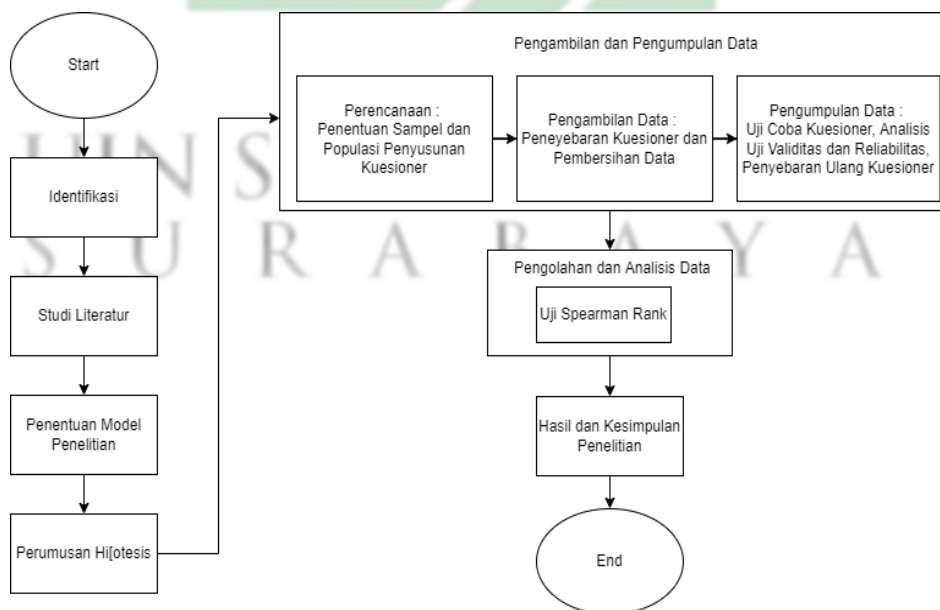 Start
Identifikasi
Studi Literatur
Penentuan Model
Penelitian
Perumusan Hi[otesis
Pengambilan dan Pengumpulan Data
Perencanaan :
Penentuan Sampel dan
Populasi Penyusunan
Kuesioner
Pengambilan Data :
Peneyebaran Kuesioner dan
Pembersihan Data
Pengumpulan Data :
Uji Coba Kuesioner, Analisis
Uji Validitas dan Reliabilitas,
Penyebaran Ulang Kuesioner
Pengolahan dan Analisis Data
Uji Spearman Rank
Hasil dan Kesimpulan
Penelitian
End
SURABAYA